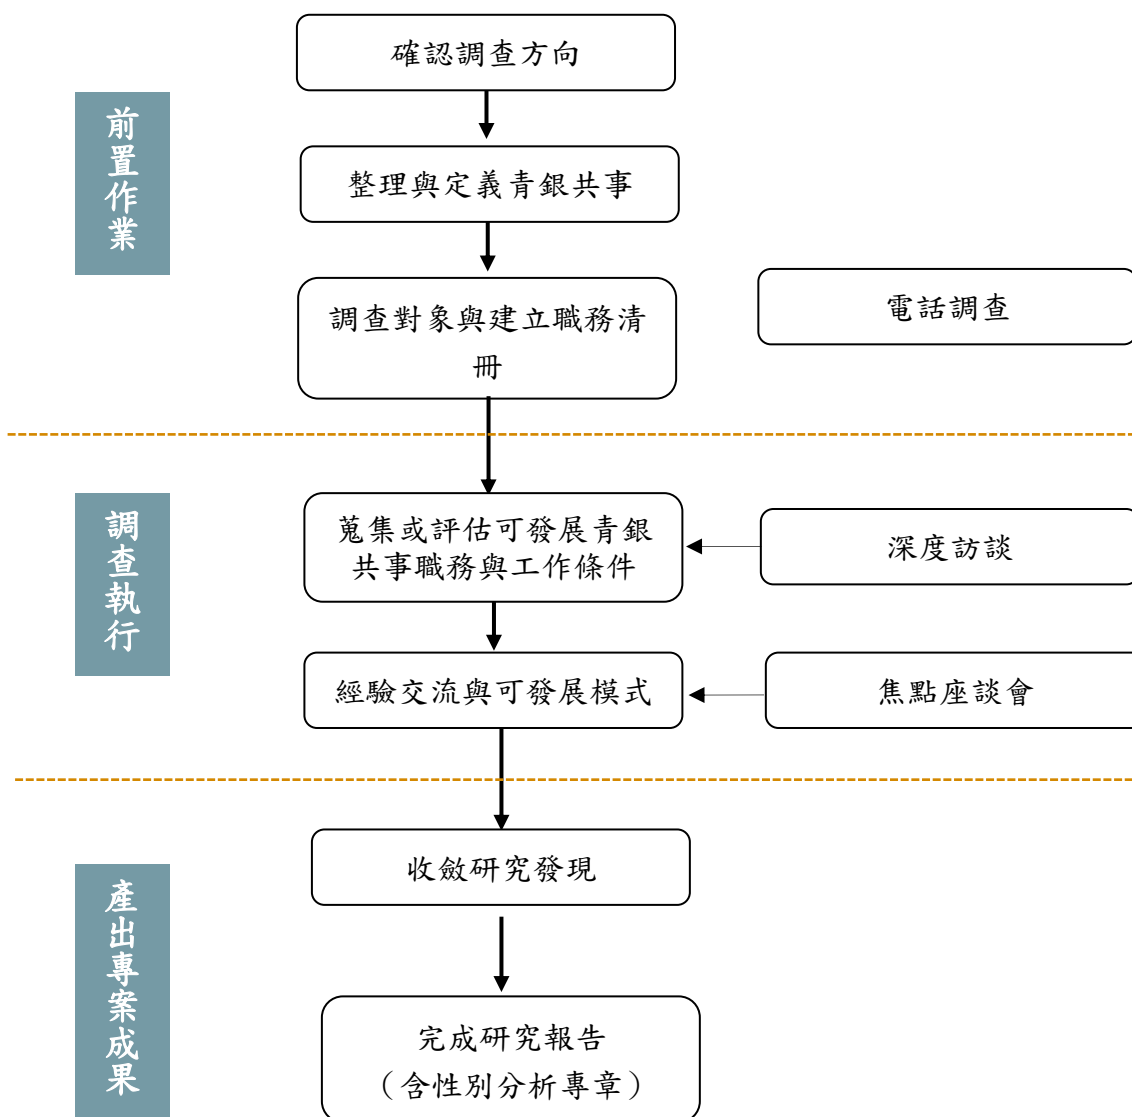 前置作業
確認調查方向
整理與定義青銀共事
調查對象與建立職務清
冊
電話調查
調查執行
蒐集或評估可發展青銀
共事職務與工作條件
深度訪談
經驗交流與可發展模式
焦點座談會
產出專案成果
收斂研究發現
完成研究報告
（含性別分析專章）